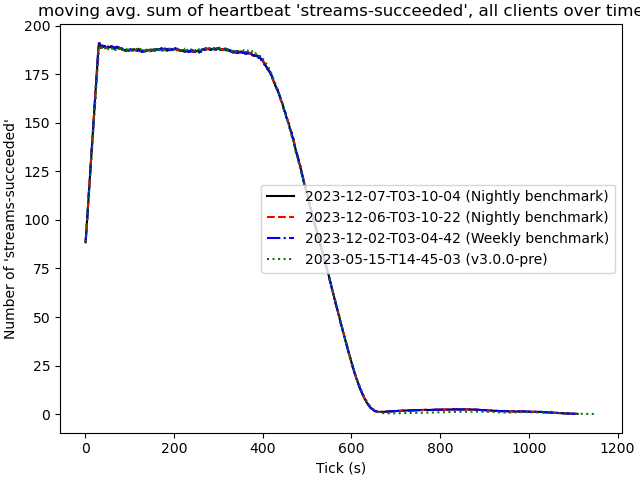 moving avg. sum of heartbeat 'streams-succeeded', all clients over time
Number of 'streams-succeeded'
200
175
150
125
100
75
50
25
0
2023-12-07-T03-10-04 (Nightly benchmark)
2023-12-06-T03-10-22 (Nightly benchmark)
2023-12-02-T03-04-42 (Weekly benchmark)
2023-05-15-T14-45-03 (v3.0.0-pre)
0 200 400 600 800 1000 1200
Tick (s)